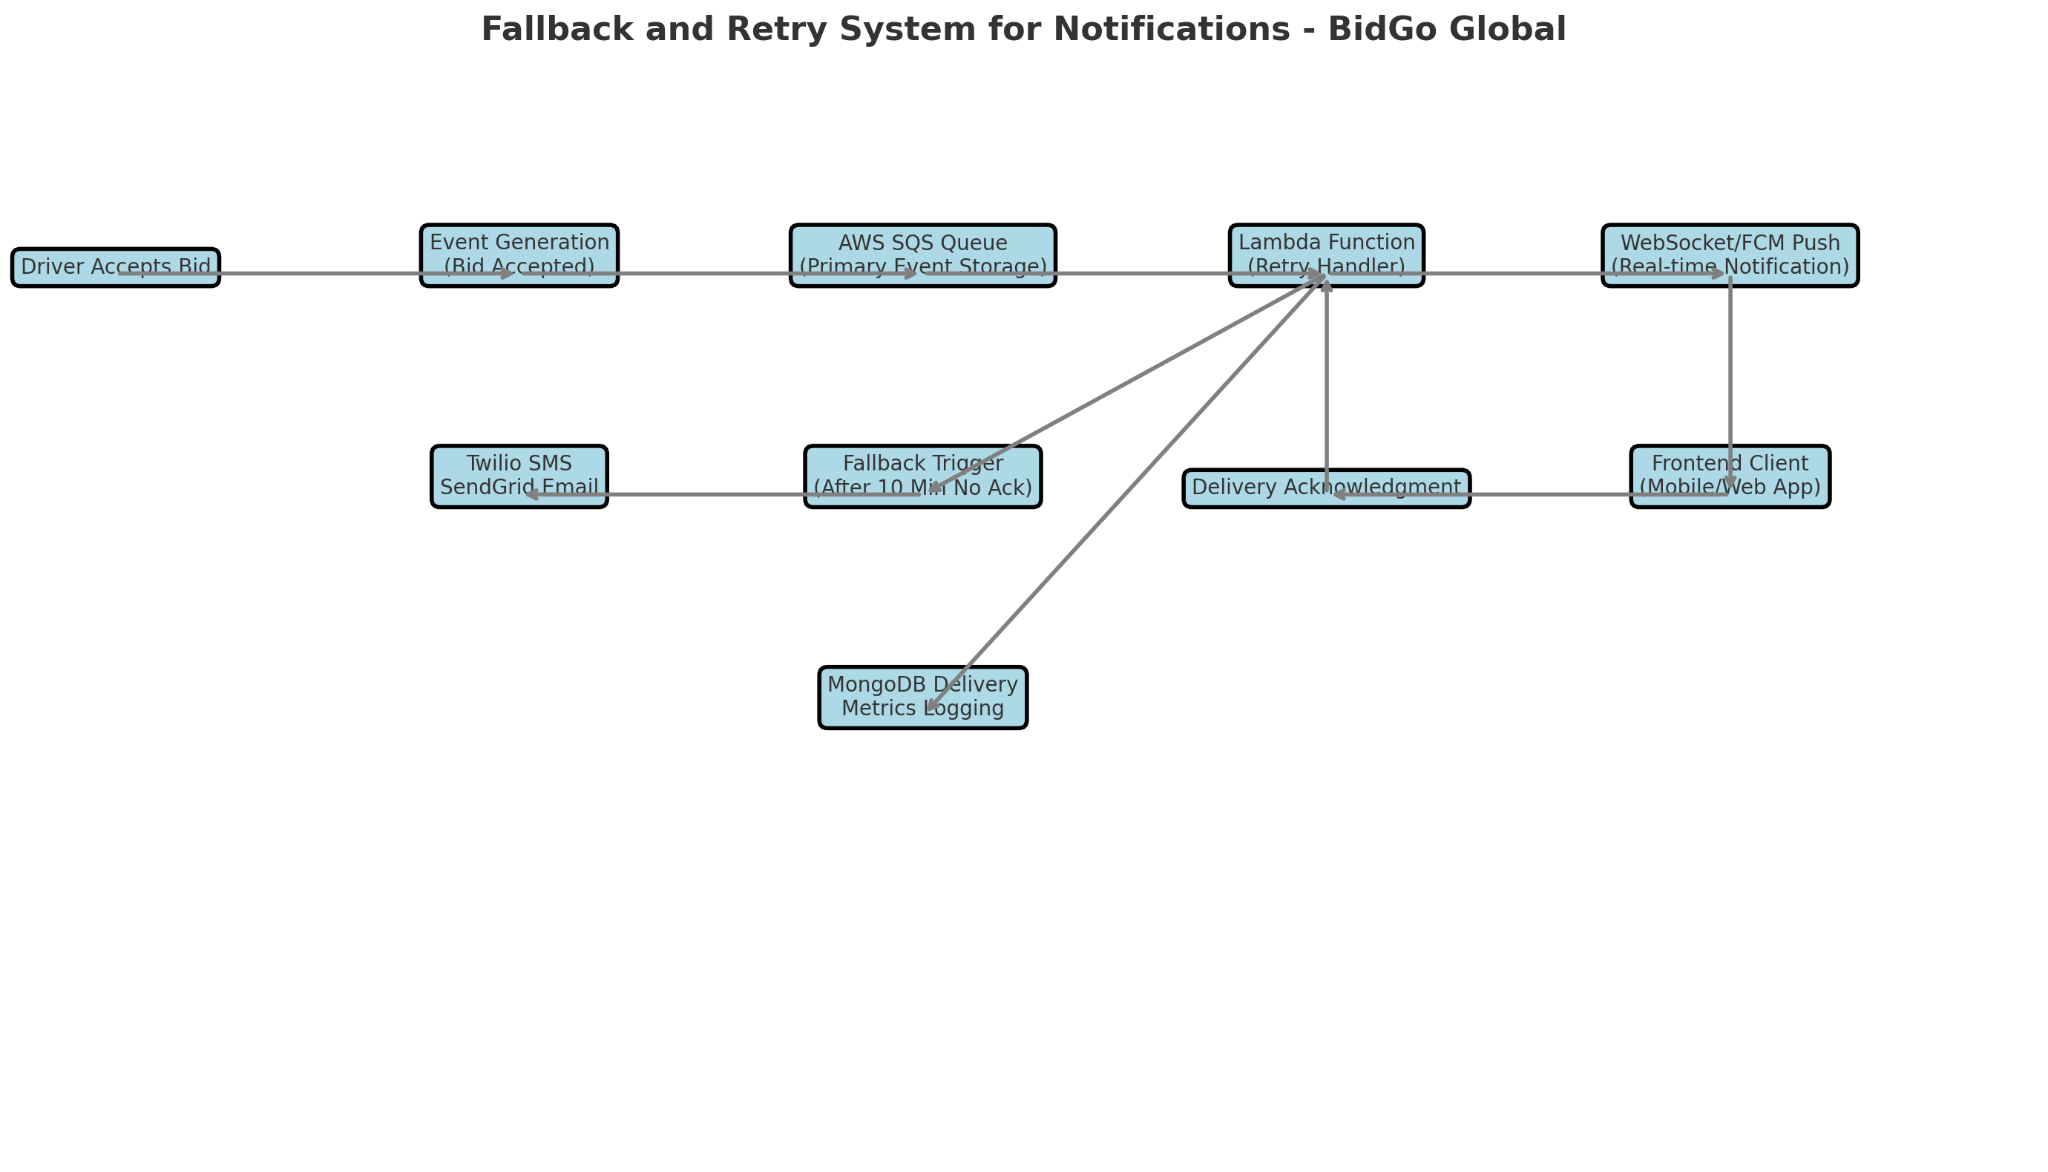 Fallback and Retry System for Notifications - BidGo Global
Driver Accepts Bid
Event Generation
(Bid Accepted)
AWS SQS Queue
(Primary Event Storage)
Lambda Function
(Retry Handler)
WebSocket/FCM Push
(Real-time Notification)
Twilio SMS
SendGrid Email
Fallback Trigger
(After 10 Min No Ack)
Delivery Acknowledgment
Frontend Client
(Mobile/Web App)
MongoDB Delivery
Metrics Logging